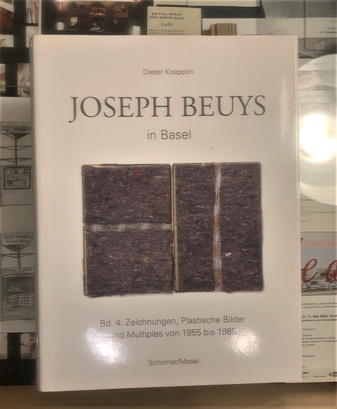 Dieter Koepplin
JOSEPH BEUYS
in Basel
Bd. 4: Zeichnungen, Plastische Bilder
und Multiples von 1955 bis 1985
Schirmer/Mosel